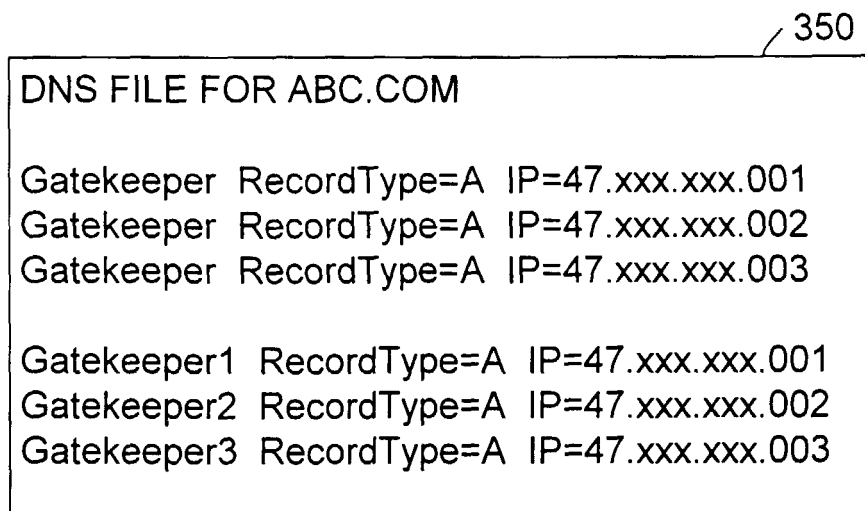 350
DNS FILE FOR ABC.COM
Gatekeeper RecordType=A IP=47.xxx.xxx.001
Gatekeeper RecordType=A IP=47.xxx.xxx.002
Gatekeeper RecordType=A IP=47.xxx.xxx.003
Gatekeeper1 RecordType=A IP=47.xxx.xxx.001
Gatekeeper2 RecordType=A IP=47.xxx.xxx.002
Gatekeeper3 RecordType=A IP=47.xxx.xxx.003